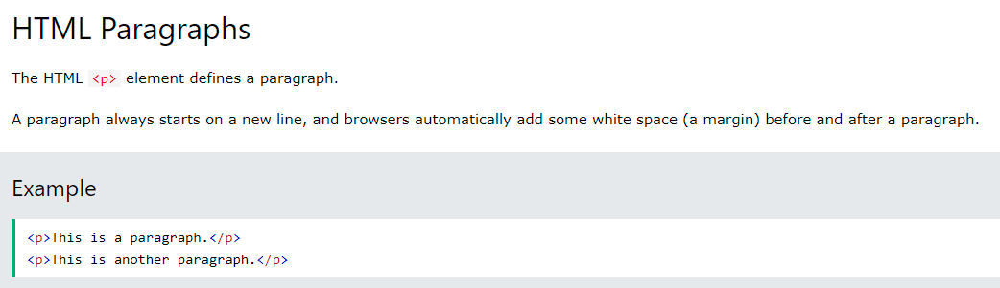 HTML Paragraphs
The HTML <p> element defines a paragraph.
A paragraph always starts on a new line, and browsers automatically add some white space (a margin) before and after a paragraph.
Example
<p>This is a paragraph.</p>
<p>This is another paragraph.</p>